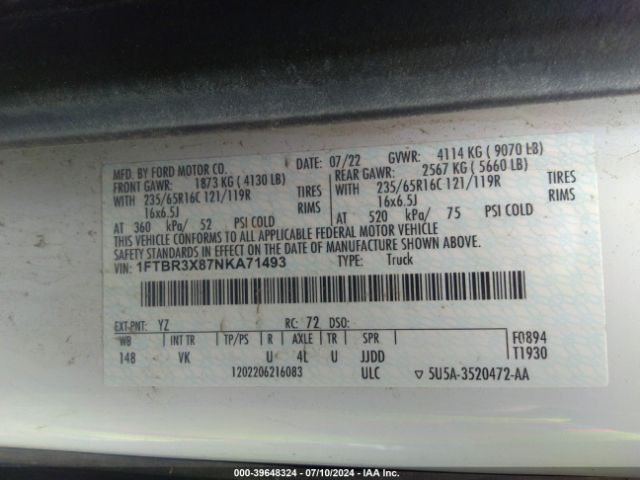 MFD. BY FORD MOTOR CO.
DATE: 07/22 GVWR: 4114 KG ( 9070 LB)
FRONT GAWR: 1873 KG ( 4130 LB)
REAR GAWR: 2567 KG ( 5660 LB)
WITH 235/65R16C 121/119R TIRES
WITH 235/65R16C 121/119R TIRES
16x6.5J RIMS
16x6.5J RIMS
AT 360 kPa/ 52 PSI COLD
AT 520 kPa/ 75 PSI COLD
THIS VEHICLE CONFORMS TO ALL APPLICABLE FEDERAL MOTOR VEHICLE
SAFETY STANDARDS IN EFFECT ON THE DATE OF MANUFACTURE SHOWN ABOVE.
VIN: 1FTBR3X87NKA71493 TYPE: Truck
EXT-PNT: YZ RC: 72 DSO: F0894
WB INT TR TP/PS R AXLE TR SPR T1930
148 VK U 4L U JJDD
1202206216083 ULC ▽ 5U5A-3520472-AA
000-39648324 - 07/10/2024 - IAA Inc.